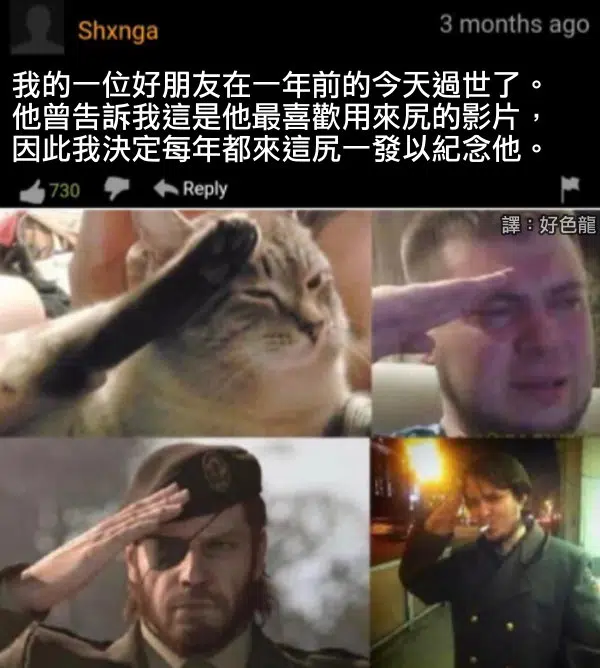 Shxnga
3 months ago
我的一位好朋友在一年前的今天過世了。
他曾告訴我這是他最喜歡用來尻的影片，
因此我決定每年都來這尻一發以紀念他。
730
Reply
譯：好色龍